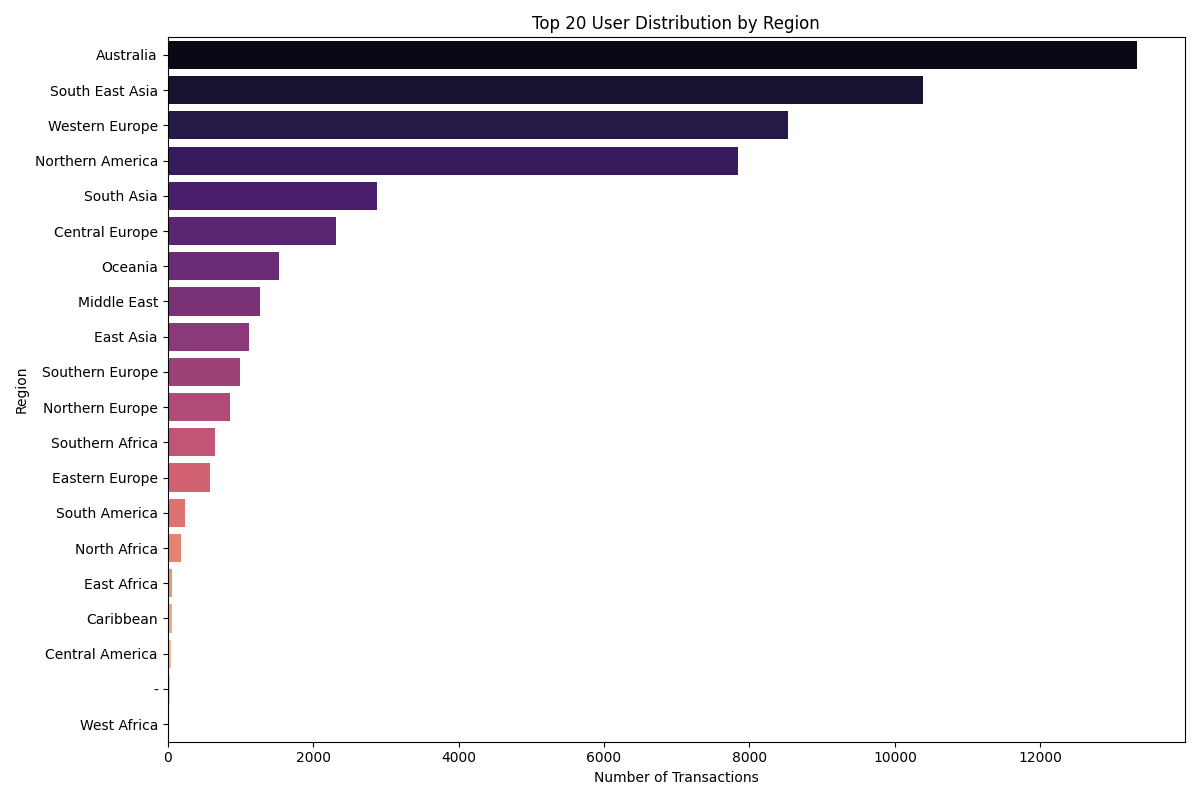 Top 20 User Distribution by Region
Region
Australia
South East Asia
Western Europe
Northern America
South Asia
Central Europe
Oceania
Middle East
East Asia
Southern Europe
Northern Europe
Southern Africa
Eastern Europe
South America
North Africa
East Africa
Caribbean
Central America
-
West Africa
0 2000 4000 6000 8000 10000 12000
Number of Transactions